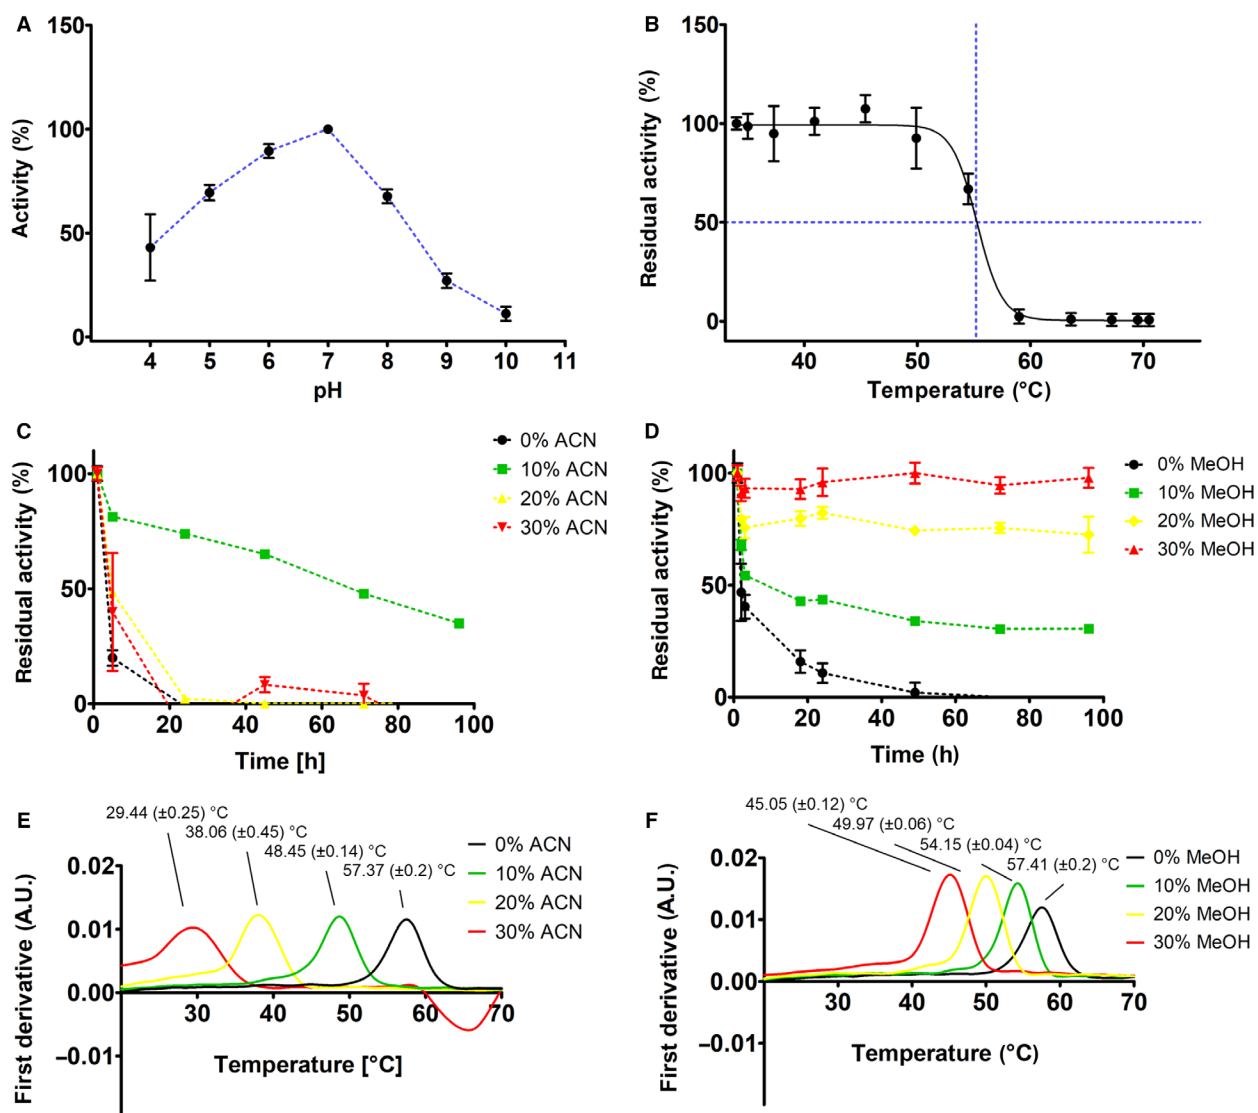 A
150
100
50
0
Activity (%)
4 5 6 7 8 9 10 11
pH
B
150
100
50
0
Residual activity (%)
40 50 60 70
Temperature (°C)
C
100
50
0
Residual activity (%)
0 20 40 60 80 100
Time [h]
0% ACN
10% ACN
20% ACN
30% ACN
D
100
50
0
Residual activity (%)
0 20 40 60 80 100
Time (h)
0% MeOH
10% MeOH
20% MeOH
30% MeOH
E
29.44 (±0.25) °C
38.06 (±0.45) °C
48.45 (±0.14) °C
57.37 (±0.2) °C
0% ACN
10% ACN
20% ACN
30% ACN
0.02
0.01
0.00
−0.01
First derivative (A.U.)
30 40 50 60 70
Temperature [°C]
F
45.05 (±0.12) °C
49.97 (±0.06) °C
54.15 (±0.04) °C
57.41 (±0.2) °C
0% MeOH
10% MeOH
20% MeOH
30% MeOH
0.02
0.01
0.00
−0.01
First derivative (A.U.)
30 40 50 60 70
Temperature (°C)